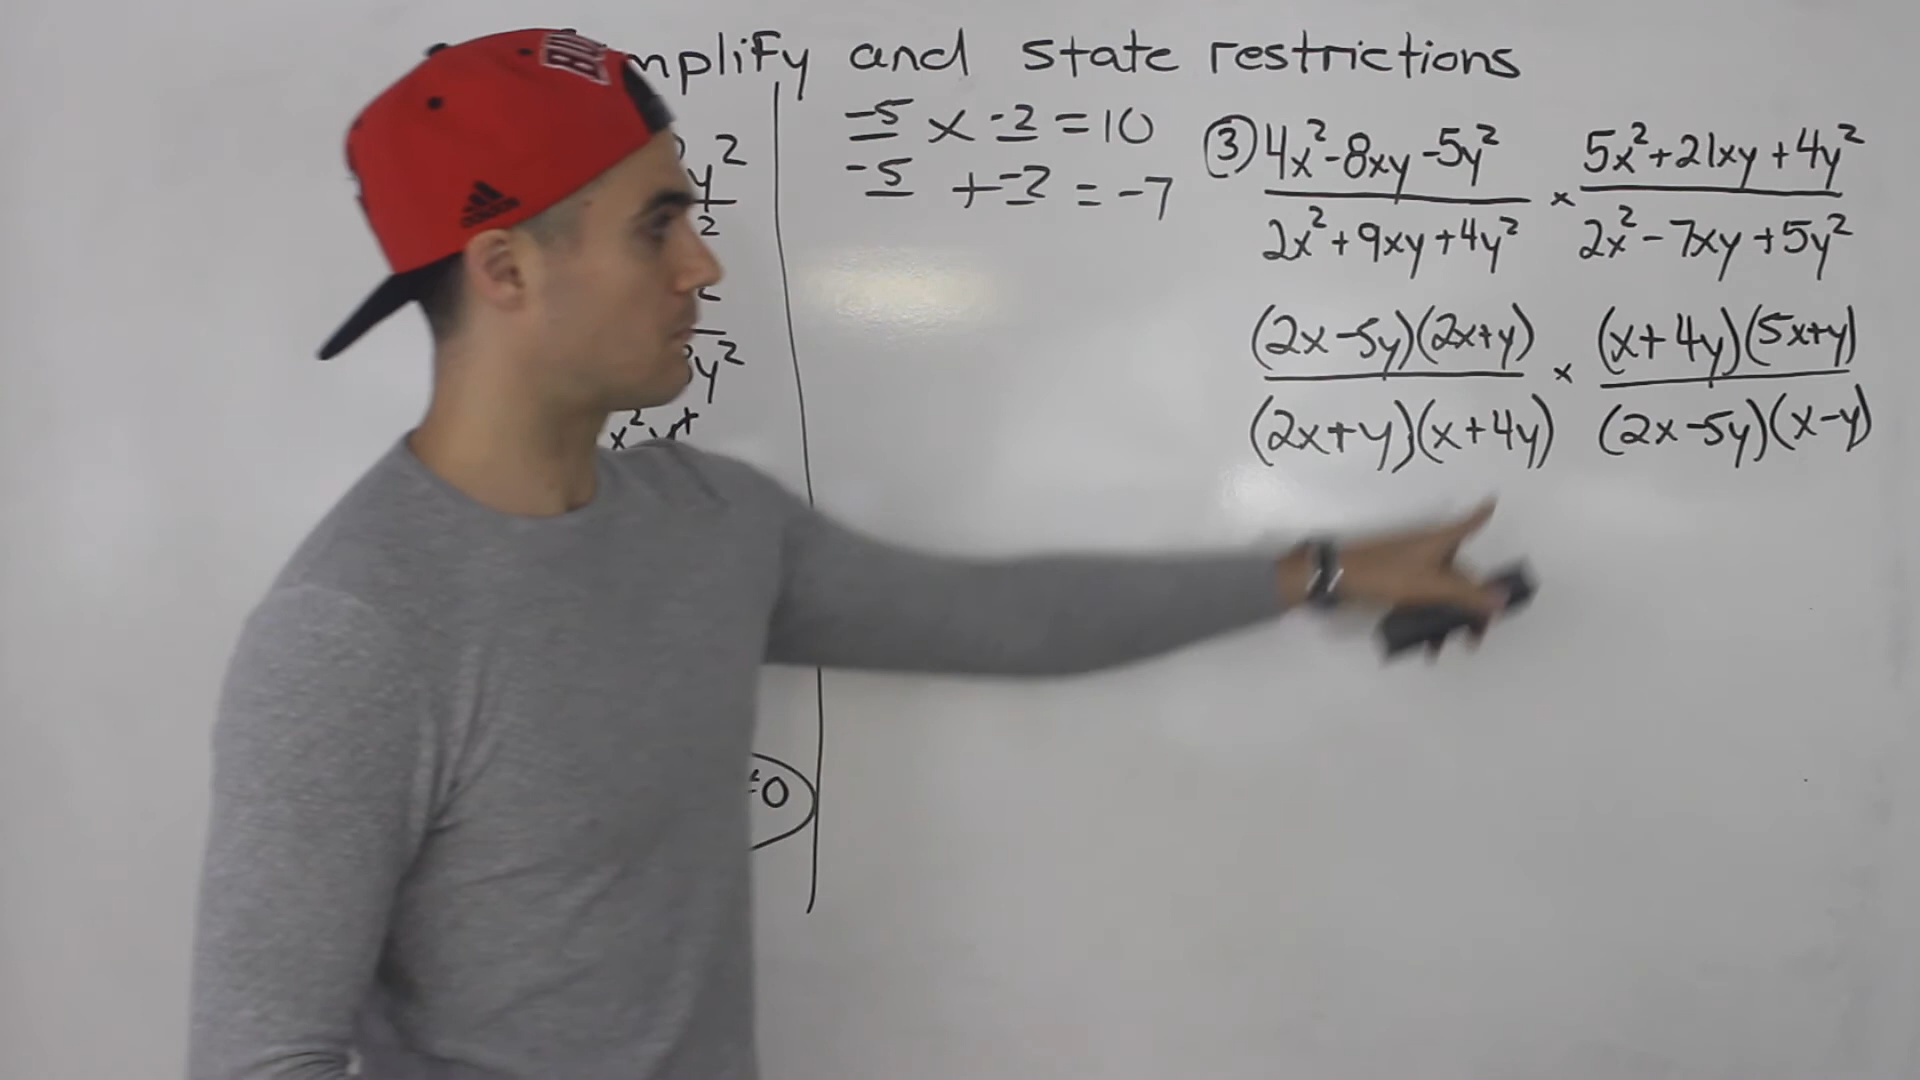 and state restrictions
-5 x -2 = 10
-5 + -2 = -7
③ 4x²-8xy-5y² / 2x²+9xy+4y² × 5x²+21xy+4y² / 2x²-7xy+5y²
(2x-5y)(2x+y) / (2x+y)(x+4y) × (x+4y)(5x+y) / (2x-5y)(x-y)